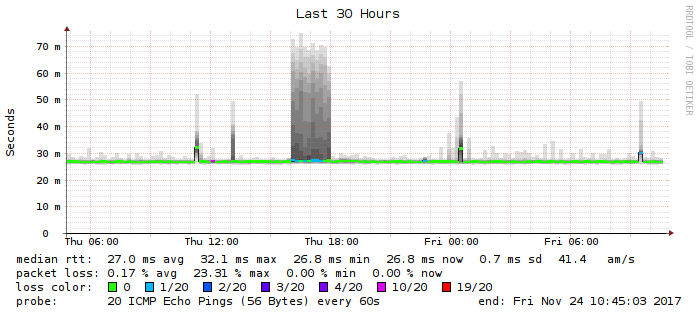 Last 30 Hours
RRDTOOL / TOBI OETIKER
Seconds
70 m
60 m
50 m
40 m
30 m
20 m
10 m
0
Thu 06:00 Thu 12:00 Thu 18:00 Fri 00:00 Fri 06:00
median rtt: 27.0 ms avg 32.1 ms max 26.8 ms min 26.8 ms now 0.7 ms sd 41.4 am/s
packet loss: 0.17 % avg 23.31 % max 0.00 % min 0.00 % now
loss color: 0 1/20 2/20 3/20 4/20 10/20 19/20
probe: 20 ICMP Echo Pings (56 Bytes) every 60s end: Fri Nov 24 10:45:03 2017